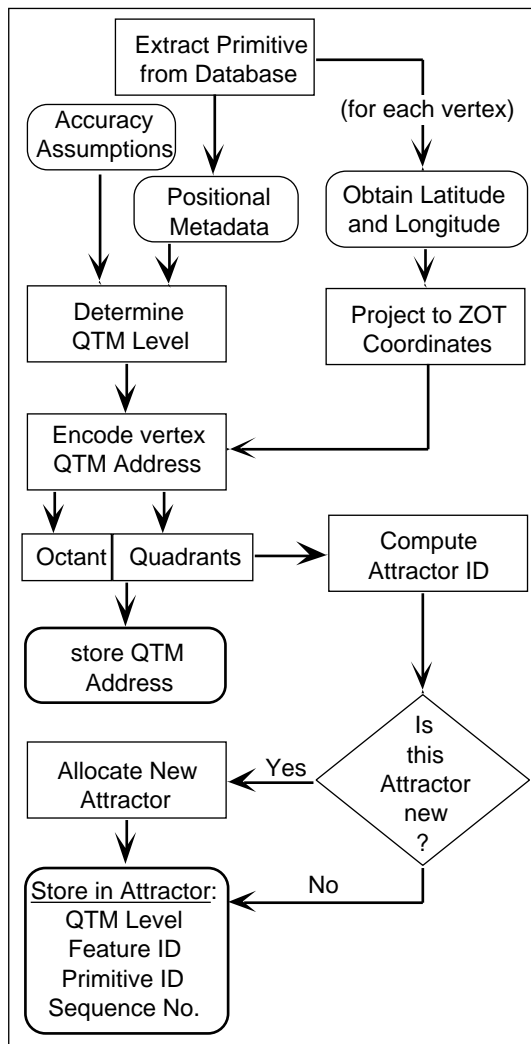 Extract Primitive
from Database
(for each vertex)
Accuracy
Assumptions
Positional
Metadata
Obtain Latitude
and Longitude
Determine
QTM Level
Project to ZOT
Coordinates
Encode vertex
QTM Address
Octant
Quadrants
Compute
Attractor ID
store QTM
Address
Is
this
Attractor
new
?
Yes
Allocate New
Attractor
No
Store in Attractor:
QTM Level
Feature ID
Primitive ID
Sequence No.